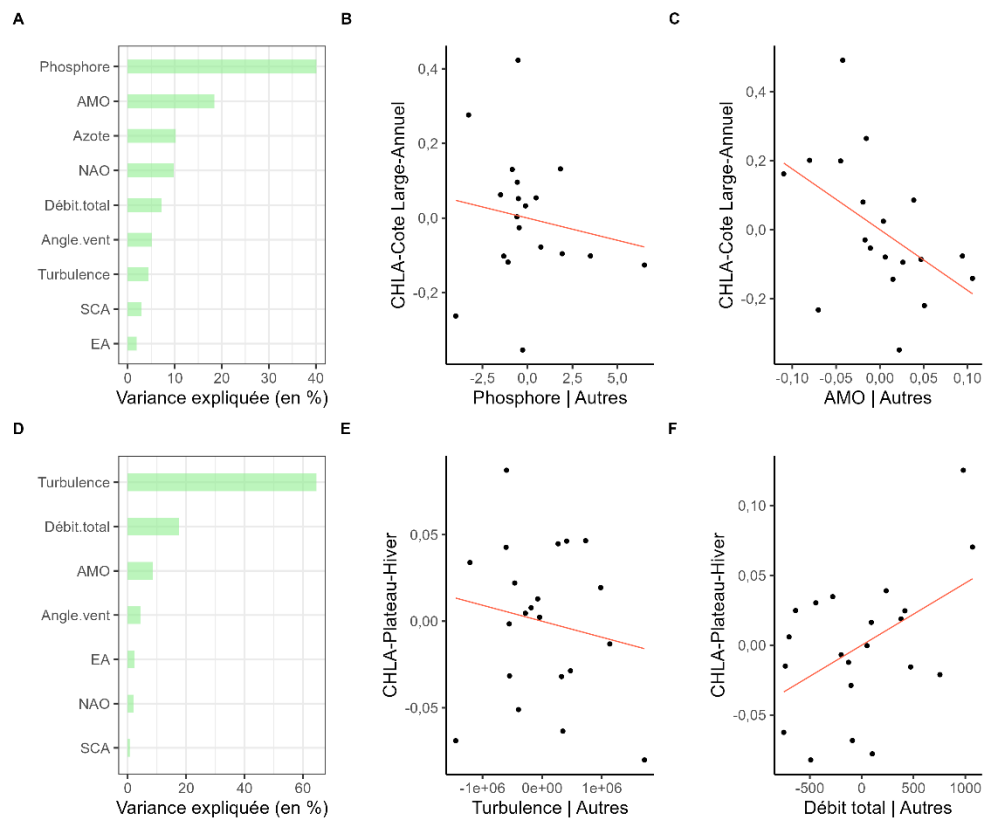 A
Phosphore
AMO
Azote
NAO
Débit.total
Angle.vent
Turbulence
SCA
EA
0 10 20 30 40
Variance expliquée (en %)
B
CHLA-Cote Large-Annuel
0,4
0,2
0,0
-0,2
-2,5 0,0 2,5 5,0
Phosphore | Autres
C
CHLA-Cote Large-Annuel
0,4
0,2
0,0
-0,2
-0,10 -0,05 0,00 0,05 0,10
AMO | Autres
D
Turbulence
Débit.total
AMO
Angle.vent
EA
NAO
SCA
0 20 40 60
Variance expliquée (en %)
E
CHLA-Plateau-Hiver
0,05
0,00
-0,05
-1e+06 0e+00 1e+06
Turbulence | Autres
F
CHLA-Plateau-Hiver
0,10
0,05
0,00
-0,05
-500 0 500 1000
Débit total | Autres